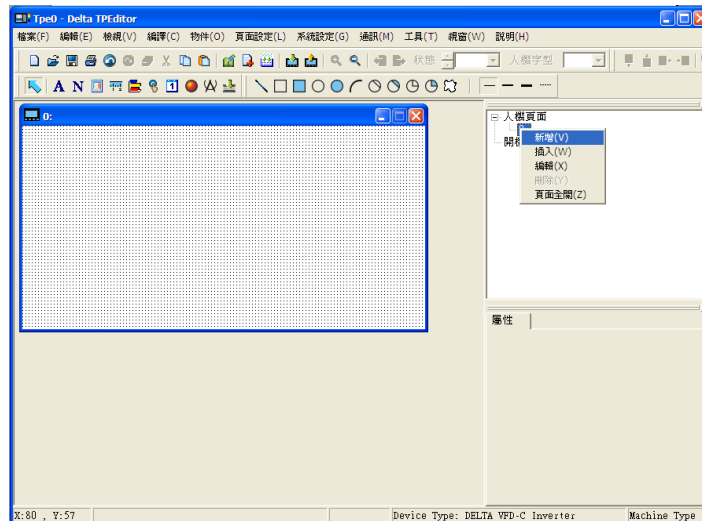 Tpe0 - Delta TPEditor
檔案(F) 編輯(E) 檢視(V) 編譯(C) 物件(O) 頁面設定(L) 系統設定(G) 通訊(M) 工具(T) 視窗(W) 說明(H)
狀態 人機字型
A N 1
0:
人機頁面
新增(V)
插入(W)
編輯(X)
刪除(Y)
頁面全開(Z)
屬性
X:80 , Y:57 Device Type: DELTA VFD-C Inverter Machine Type